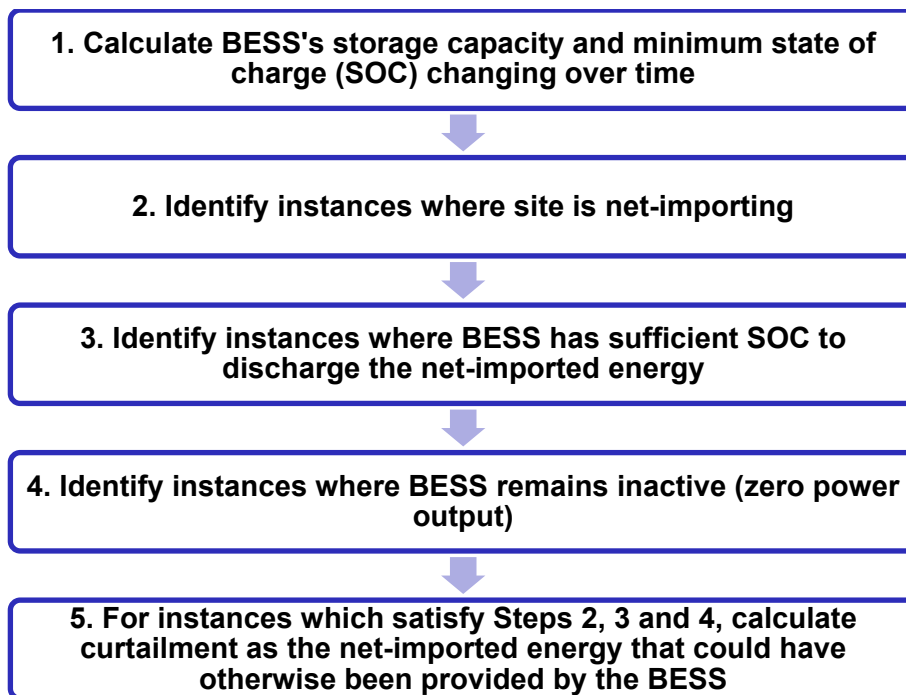 1. Calculate BESS's storage capacity and minimum state of
charge (SOC) changing over time
2. Identify instances where site is net-importing
3. Identify instances where BESS has sufficient SOC to
discharge the net-imported energy
4. Identify instances where BESS remains inactive (zero power
output)
5. For instances which satisfy Steps 2, 3 and 4, calculate
curtailment as the net-imported energy that could have
otherwise been provided by the BESS